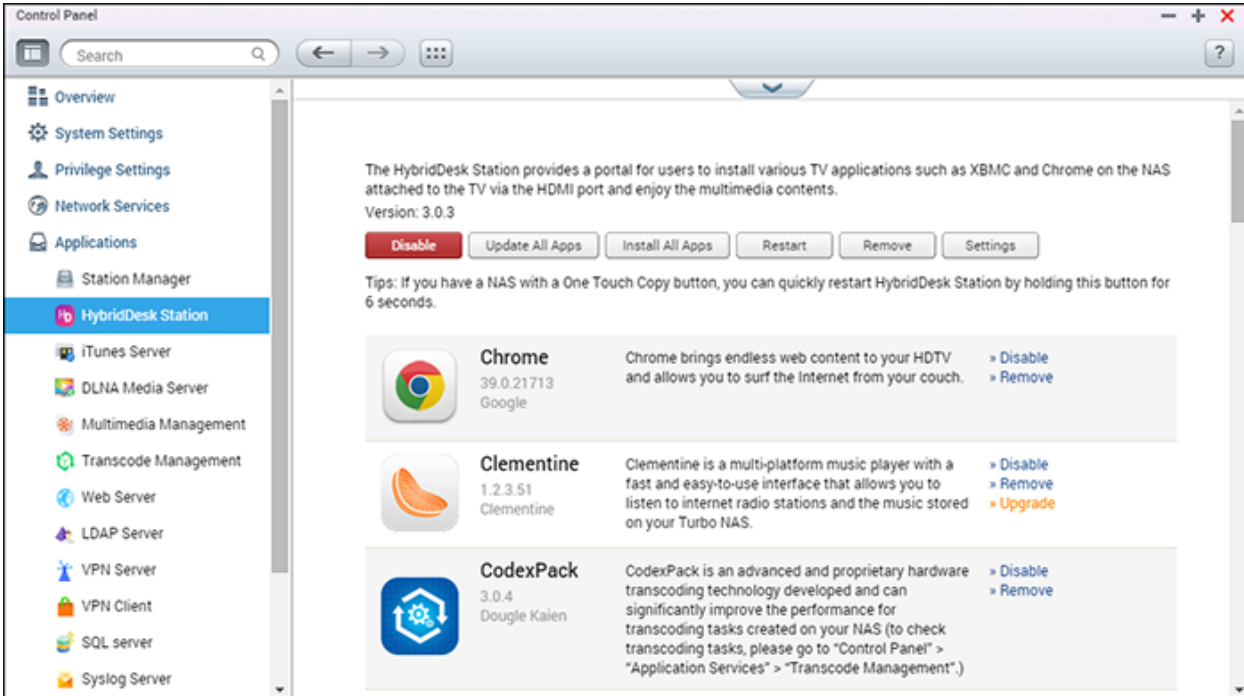 Control Panel
Search
?
Overview
System Settings
Privilege Settings
Network Services
Applications
Station Manager
HybridDesk Station
iTunes Server
DLNA Media Server
Multimedia Management
Transcode Management
Web Server
LDAP Server
VPN Server
VPN Client
SQL server
Syslog Server
The HybridDesk Station provides a portal for users to install various TV applications such as XBMC and Chrome on the NAS
attached to the TV via the HDMI port and enjoy the multimedia contents.
Version: 3.0.3
Disable Update All Apps Install All Apps Restart Remove Settings
Tips: If you have a NAS with a One Touch Copy button, you can quickly restart HybridDesk Station by holding this button for
6 seconds.
Chrome
39.0.21713
Google
Chrome brings endless web content to your HDTV
and allows you to surf the Internet from your couch.
» Disable
» Remove
Clementine
1.2.3.51
Clementine
Clementine is a multi-platform music player with a
fast and easy-to-use interface that allows you to
listen to internet radio stations and the music stored
on your Turbo NAS.
» Disable
» Remove
» Upgrade
CodexPack
3.0.4
Dougle Kaien
CodexPack is an advanced and proprietary hardware
transcoding technology developed and can
significantly improve the performance for
transcoding tasks created on your NAS (to check
transcoding tasks, please go to “Control Panel” >
“Application Services” > “Transcode Management”.)
» Disable
» Remove